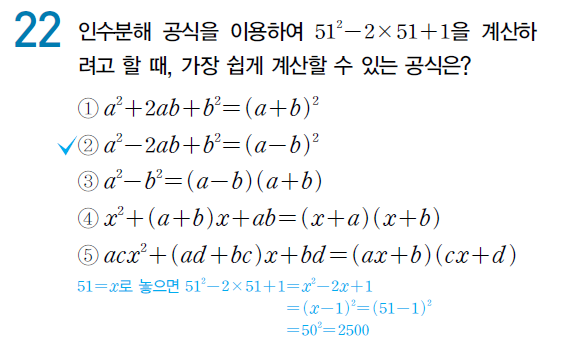 22 인수분해 공식을 이용하여 51²−2×51+1을 계산하
려고 할 때, 가장 쉽게 계산할 수 있는 공식은?
① a²+2ab+b²=(a+b)²
② a²−2ab+b²=(a−b)²
③ a²−b²=(a−b)(a+b)
④ x²+(a+b)x+ab=(x+a)(x+b)
⑤ acx²+(ad+bc)x+bd=(ax+b)(cx+d)
51=x로 놓으면 51²−2×51+1=x²−2x+1
=(x−1)²=(51−1)²
=50²=2500